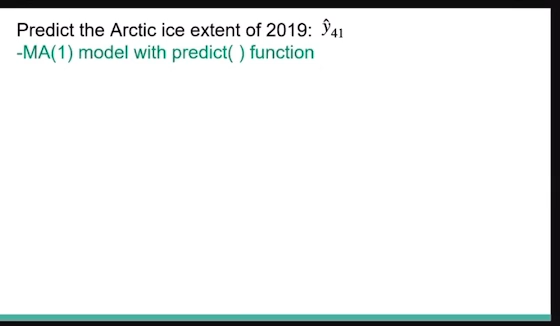 Predict the Arctic ice extent of 2019: ŷ₄₁
-MA(1) model with predict( ) function